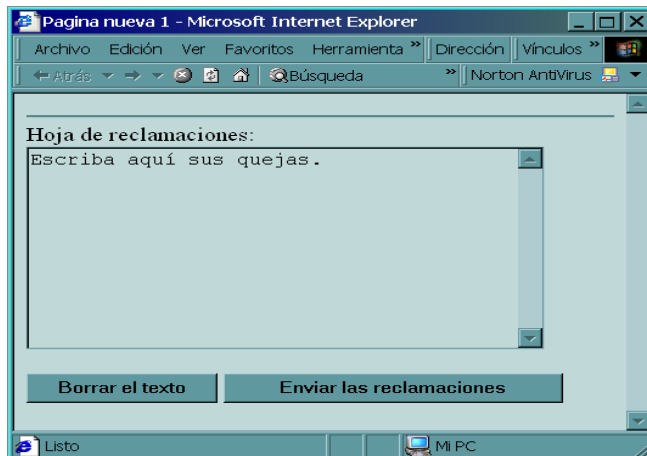 Pagina nueva 1 - Microsoft Internet Explorer
Archivo Edición Ver Favoritos Herramienta » Dirección Vínculos »
Atrás Búsqueda » Norton AntiVirus
Hoja de reclamaciones:
Escriba aquí sus quejas.
Borrar el texto Enviar las reclamaciones
Listo Mi PC